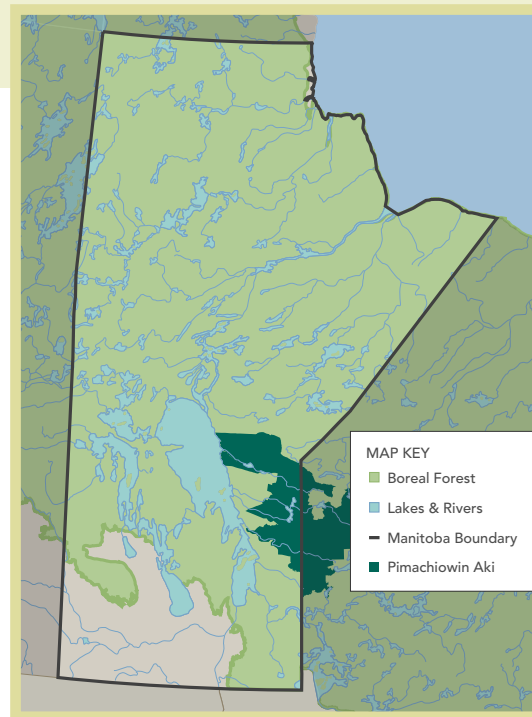 MAP KEY
Boreal Forest
Lakes & Rivers
Manitoba Boundary
Pimachiowin Aki